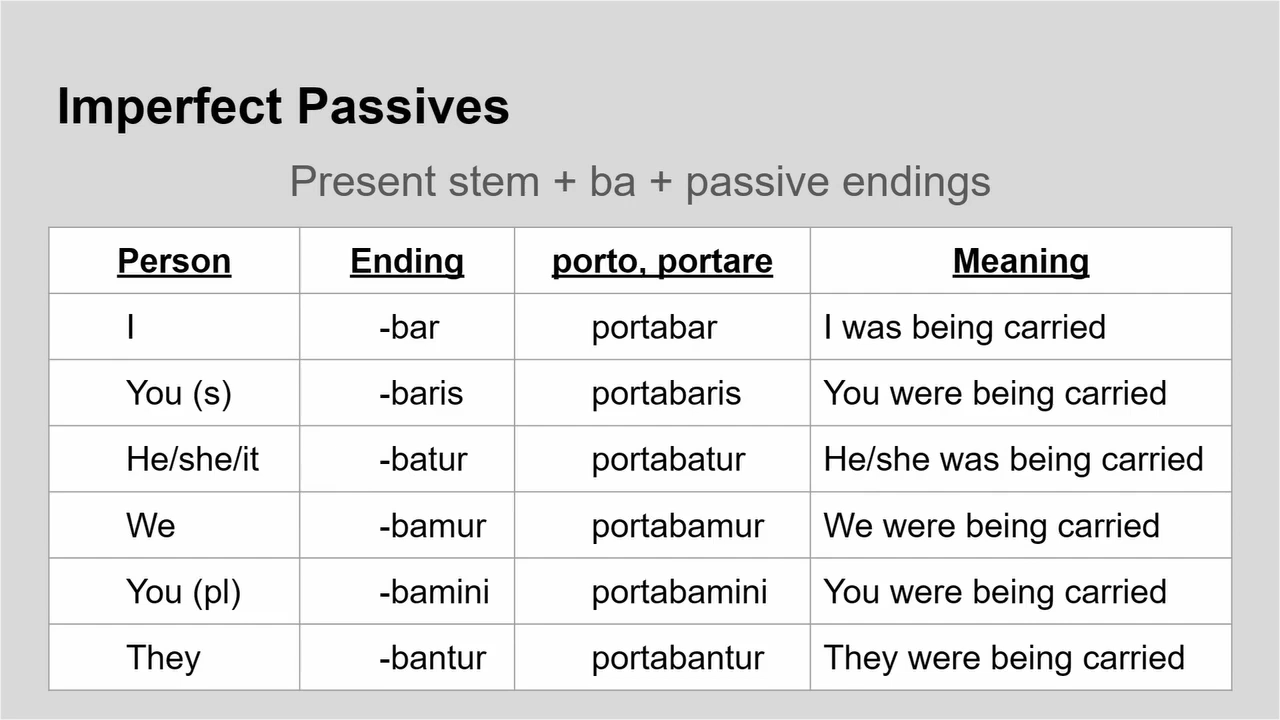 Imperfect Passives
Present stem + ba + passive endings
Person Ending porto, portare Meaning
I -bar portabar I was being carried
You (s) -baris portabaris You were being carried
He/she/it -batur portabatur He/she was being carried
We -bamur portabamur We were being carried
You (pl) -bamini portabamini You were being carried
They -bantur portabantur They were being carried